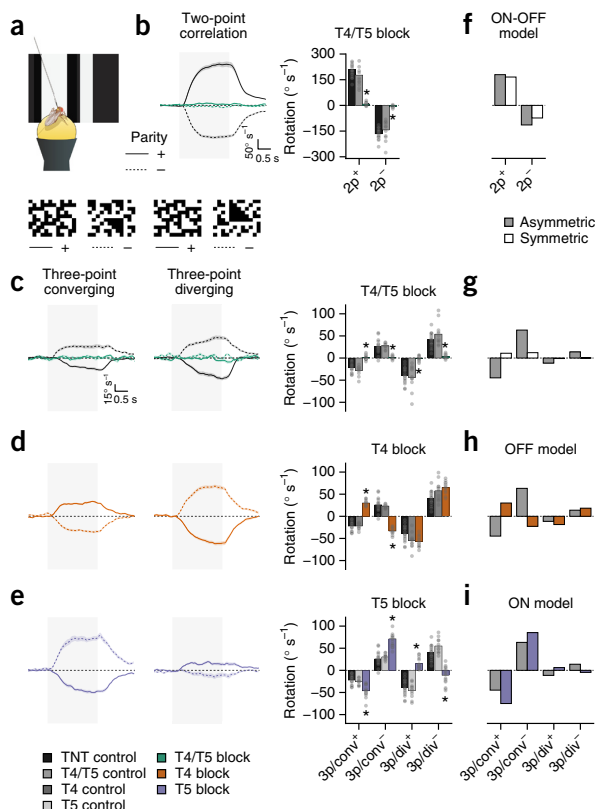 a
b
Two-point
correlation
T4/T5 block
f
ON-OFF
model
Parity
+
−
50° s⁻¹
0.5 s
Rotation (° s⁻¹)
300
150
0
−150
−300
2p⁺
2p⁻
2p⁺
2p⁻
Asymmetric
Symmetric
+
−
+
−
c
Three-point
converging
Three-point
diverging
15° s⁻¹
0.5 s
T4/T5 block
Rotation (° s⁻¹)
100
50
0
−50
−100
*
*
*
*
*
*
g
d
T4 block
Rotation (° s⁻¹)
100
50
0
−50
−100
*
*
h
OFF model
e
T5 block
Rotation (° s⁻¹)
100
50
0
−50
−100
*
*
*
*
3p/conv⁺
3p/conv⁻
3p/div⁺
3p/div⁻
i
ON model
3p/conv⁺
3p/conv⁻
3p/div⁺
3p/div⁻
TNT control
T4/T5 control
T4 control
T5 control
T4/T5 block
T4 block
T5 block